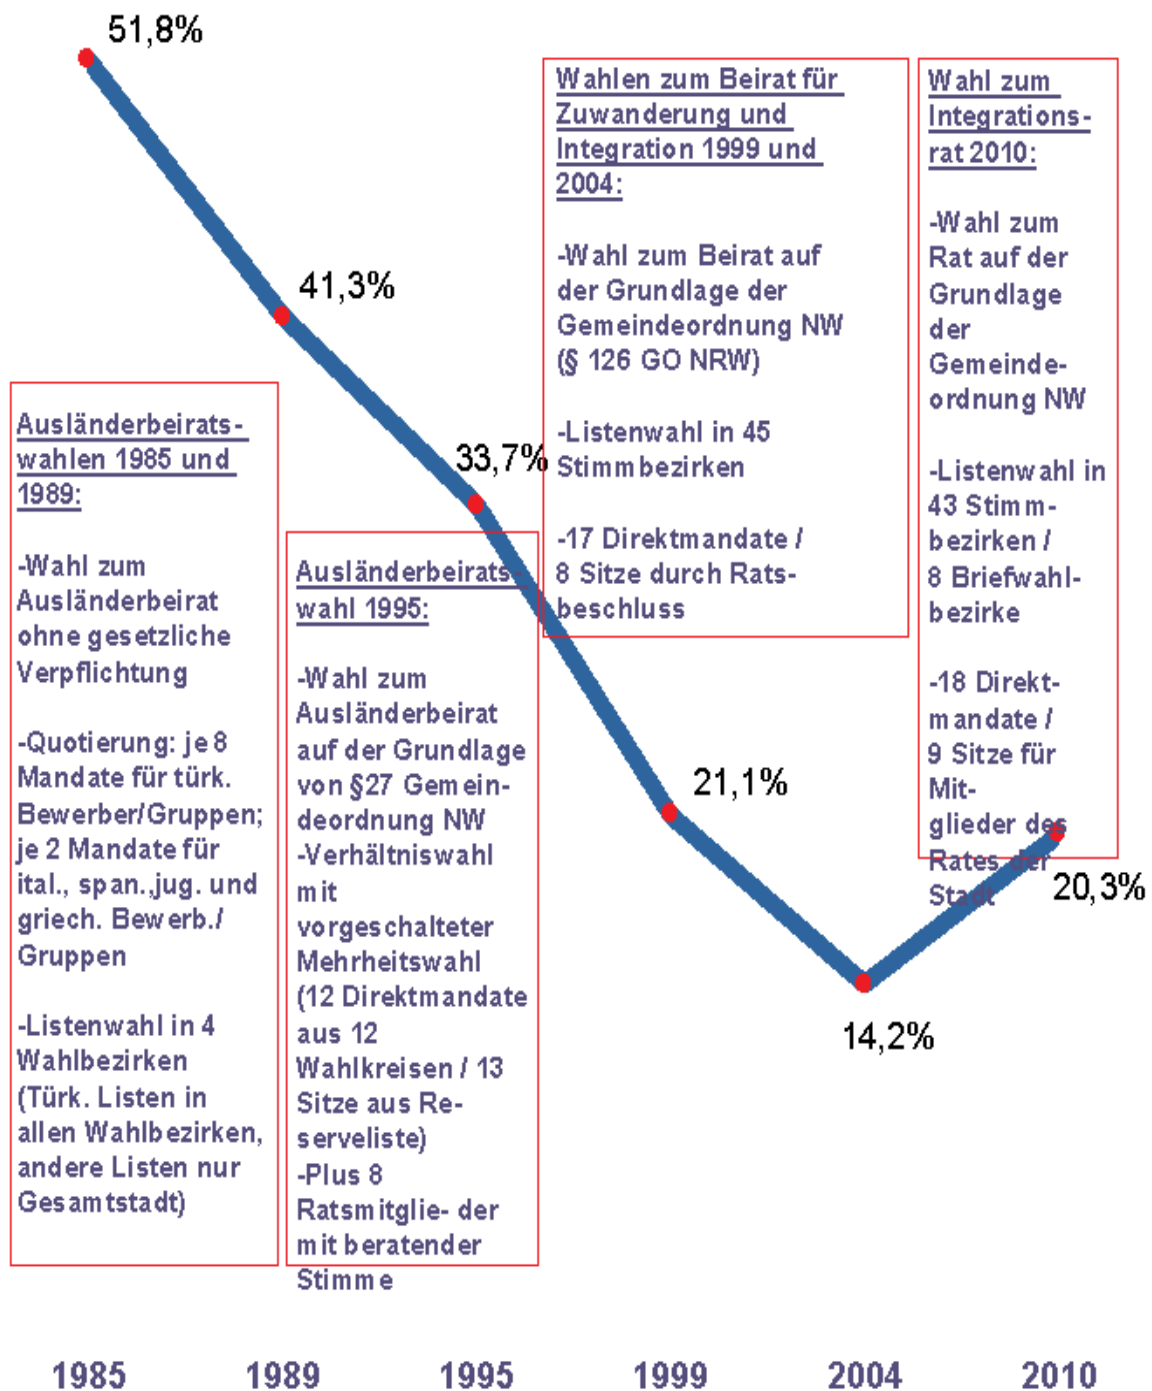 51,8%
41,3%
33,7%
21,1%
14,2%
20,3%
Ausländerbeirats-
wahlen 1985 und
1989:
-Wahl zum
Ausländerbeirat
ohne gesetzliche
Verpflichtung
-Quotierung: je 8
Mandate für türk.
Bewerber/Gruppen;
je 2 Mandate für
ital., span.,jug. und
griech. Bewerb./
Gruppen
-Listenwahl in 4
Wahlbezirken
(Türk. Listen in
allen Wahlbezirken,
andere Listen nur
Gesamtstadt)
Ausländerbeirats-
wahl 1995:
-Wahl zum
Ausländerbeirat
auf der Grundlage
von §27 Gemein-
deordnung NW
-Verhältniswahl
mit
vorgeschalteter
Mehrheitswahl
(12 Direktmandate
aus 12
Wahlkreisen / 13
Sitze aus Re-
serveliste)
-Plus 8
Ratsmitglie- der
mit beratender
Stimme
Wahlen zum Beirat für
Zuwanderung und
Integration 1999 und
2004:
-Wahl zum Beirat auf
der Grundlage der
Gemeindeordnung NW
(§ 126 GO NRW)
-Listenwahl in 45
Stimmbezirken
-17 Direktmandate /
8 Sitze durch Rats-
beschluss
Wahl zum
Integrations-
rat 2010:
-Wahl zum
Rat auf der
Grundlage
der
Gemeinde-
ordnung NW
-Listenwahl in
43 Stimm-
bezirken /
8 Briefwahl-
bezirke
-18 Direkt-
mandate /
9 Sitze für
Mit-
glieder des
Rates der
Stadt
1985 1989 1995 1999 2004 2010